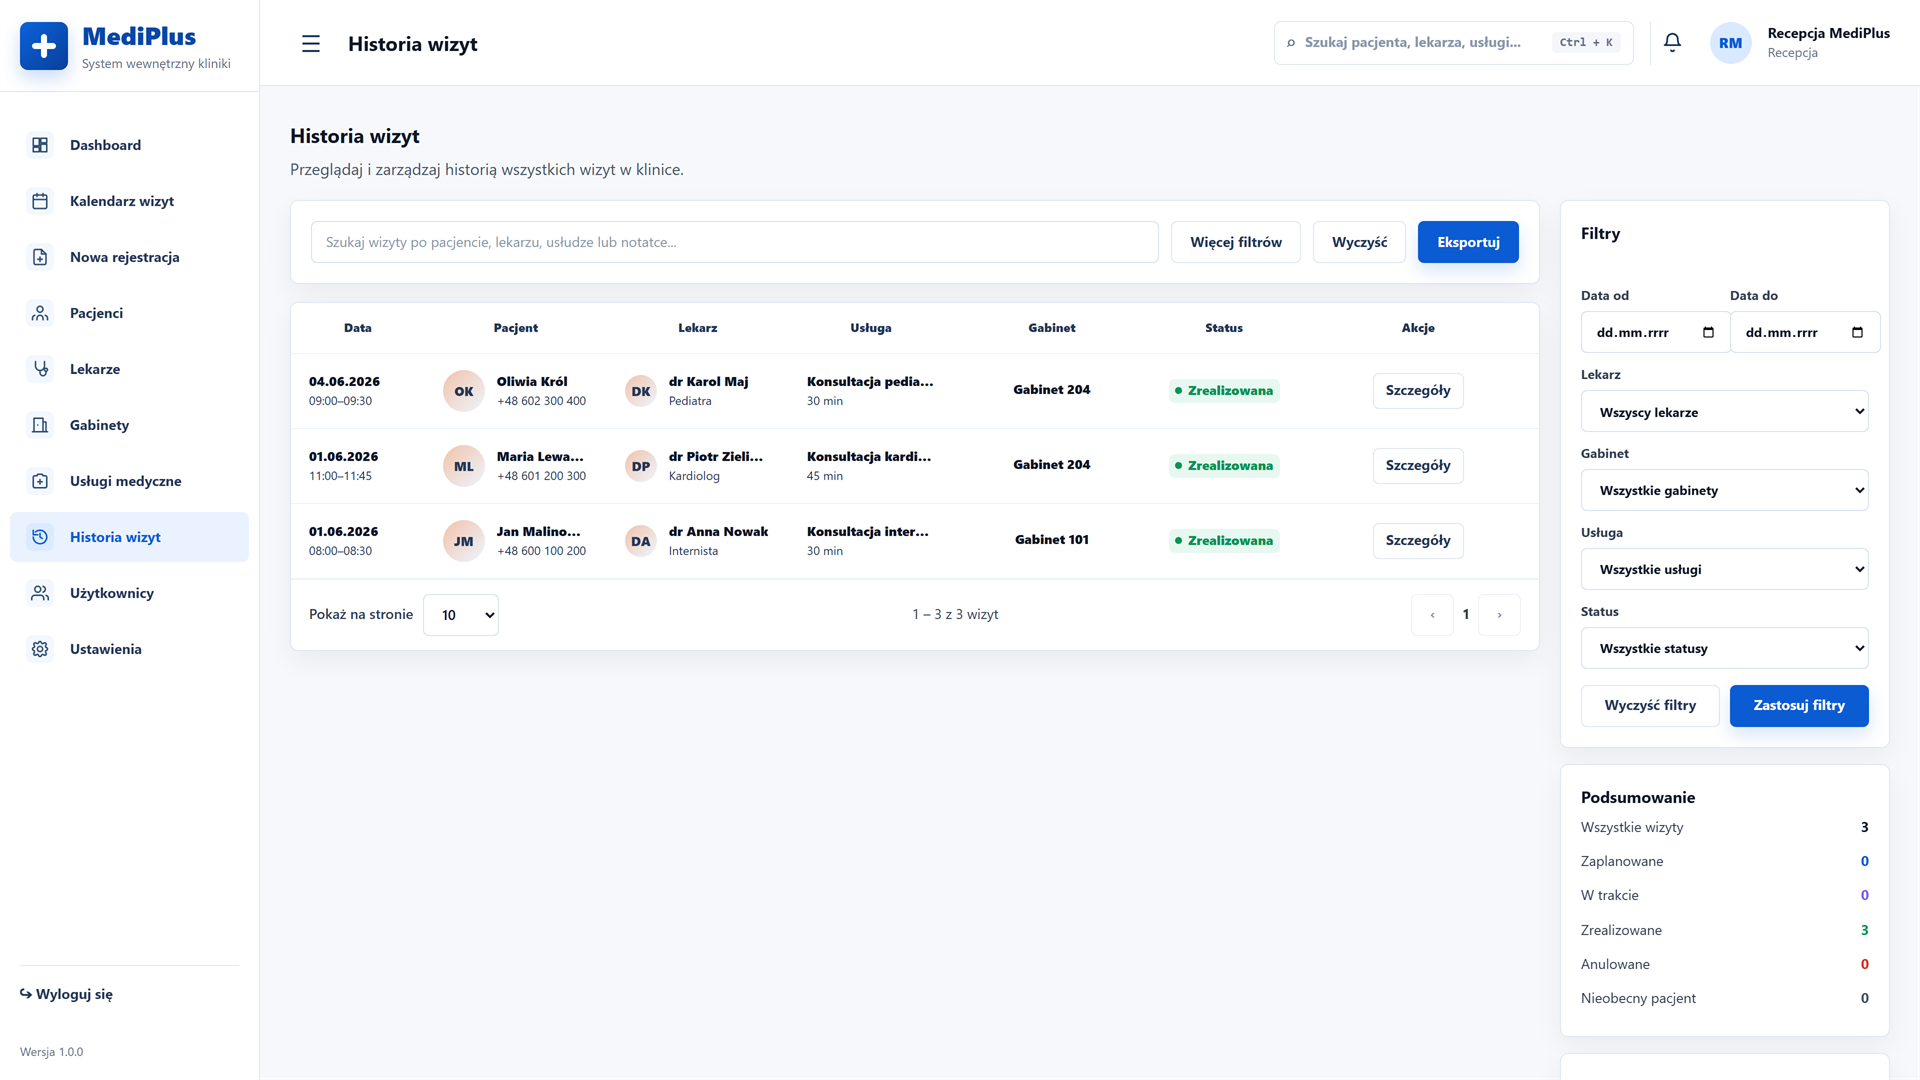 MediPlus
System wewnętrzny kliniki
Dashboard
Kalendarz wizyt
Nowa rejestracja
Pacjenci
Lekarze
Gabinety
Usługi medyczne
Historia wizyt
Użytkownicy
Ustawienia
Wyloguj się
Wersja 1.0.0
Historia wizyt
Szukaj pacjenta, lekarza, usługi... Ctrl + K
RM
Recepcja MediPlus
Recepcja
Historia wizyt
Przeglądaj i zarządzaj historią wszystkich wizyt w klinice.
Szukaj wizyty po pacjencie, lekarzu, usłudze lub notatce...
Więcej filtrów
Wyczyść
Eksportuj
Data Pacjent Lekarz Usługa Gabinet Status Akcje
04.06.2026 OK Oliwia Król DK dr Karol Maj Konsultacja pedia... Gabinet 204 Zrealizowana Szczegóły
09:00–09:30 +48 602 300 400 Pediatra 30 min
01.06.2026 ML Maria Lewa... DP dr Piotr Zieli... Konsultacja kardi... Gabinet 204 Zrealizowana Szczegóły
11:00–11:45 +48 601 200 300 Kardiolog 45 min
01.06.2026 JM Jan Malino... DA dr Anna Nowak Konsultacja inter... Gabinet 101 Zrealizowana Szczegóły
08:00–08:30 +48 600 100 200 Internista 30 min
Pokaż na stronie 10 1 – 3 z 3 wizyt ‹ 1 ›
Filtry
Data od Data do
dd.mm.rrrr dd.mm.rrrr
Lekarz
Wszyscy lekarze
Gabinet
Wszystkie gabinety
Usługa
Wszystkie usługi
Status
Wszystkie statusy
Wyczyść filtry Zastosuj filtry
Podsumowanie
Wszystkie wizyty 3
Zaplanowane 0
W trakcie 0
Zrealizowane 3
Anulowane 0
Nieobecny pacjent 0